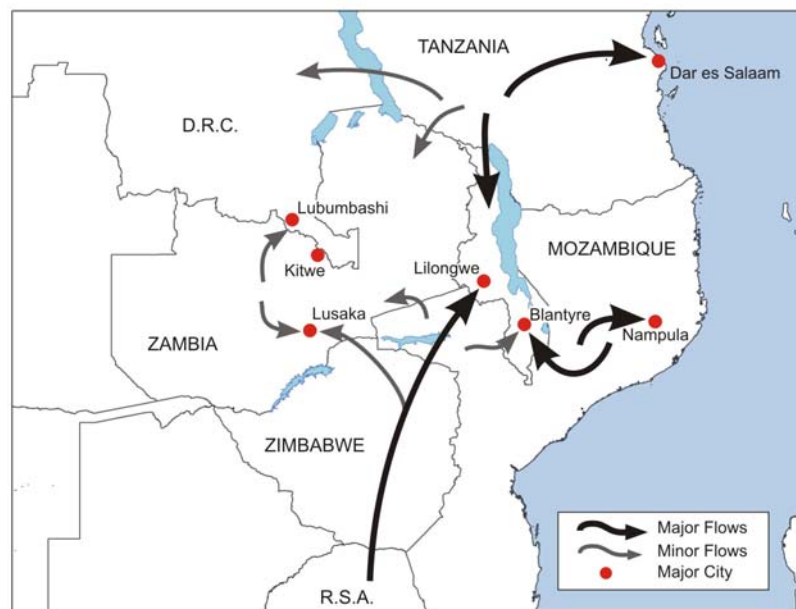 TANZANIA
Dar es Salaam
D.R.C.
Lubumbashi
Kitwe
MOZAMBIQUE
Lilongwe
Blantyre
Nampula
Lusaka
ZAMBIA
ZIMBABWE
R.S.A.
Major Flows
Minor Flows
Major City